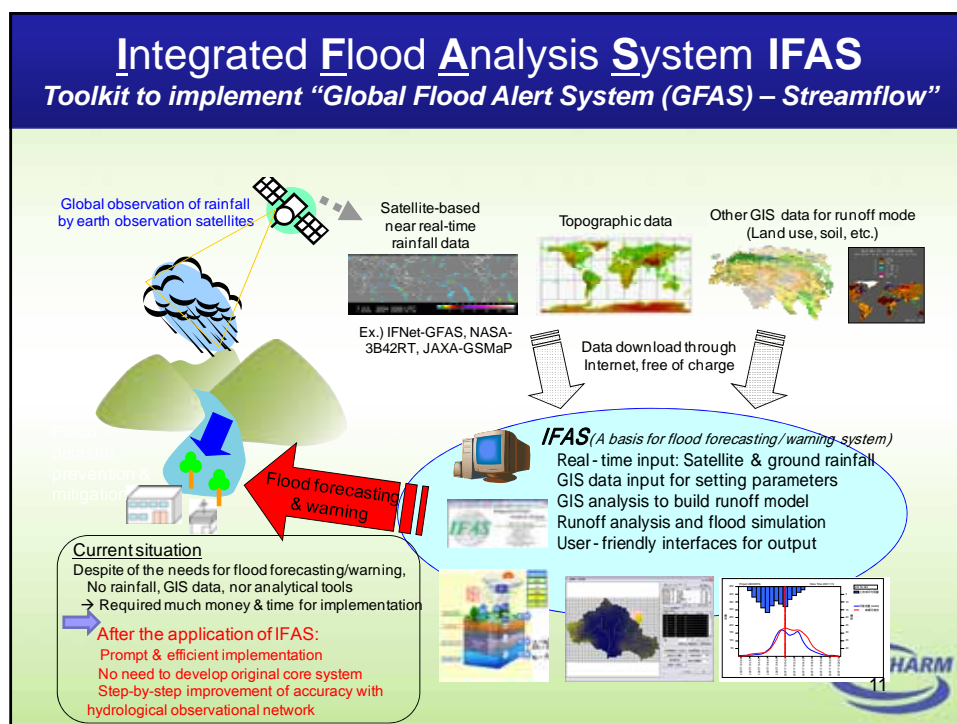 Integrated Flood Analysis System IFAS
Toolkit to implement “Global Flood Alert System (GFAS) – Streamflow”
Global observation of rainfall
by earth observation satellites
Satellite-based
near real-time
rainfall data
Topographic data
Other GIS data for runoff mode
(Land use, soil, etc.)
Ex.) IFNet-GFAS, NASA-
3B42RT, JAXA-GSMaP
Data download through
Internet, free of charge
disaster
prevention &
mitigation
Flood forecasting
& warning
IFAS (A basis for flood forecasting/warning system)
Real-time input: Satellite & ground rainfall
GIS data input for setting parameters
GIS analysis to build runoff model
Runoff analysis and flood simulation
User-friendly interfaces for output
IFAS
Current situation
Despite of the needs for flood forecasting/warning,
No rainfall, GIS data, nor analytical tools
→ Required much money & time for implementation
After the application of IFAS:
Prompt & efficient implementation
No need to develop original core system
Step-by-step improvement of accuracy with
hydrological observational network
HARM
11